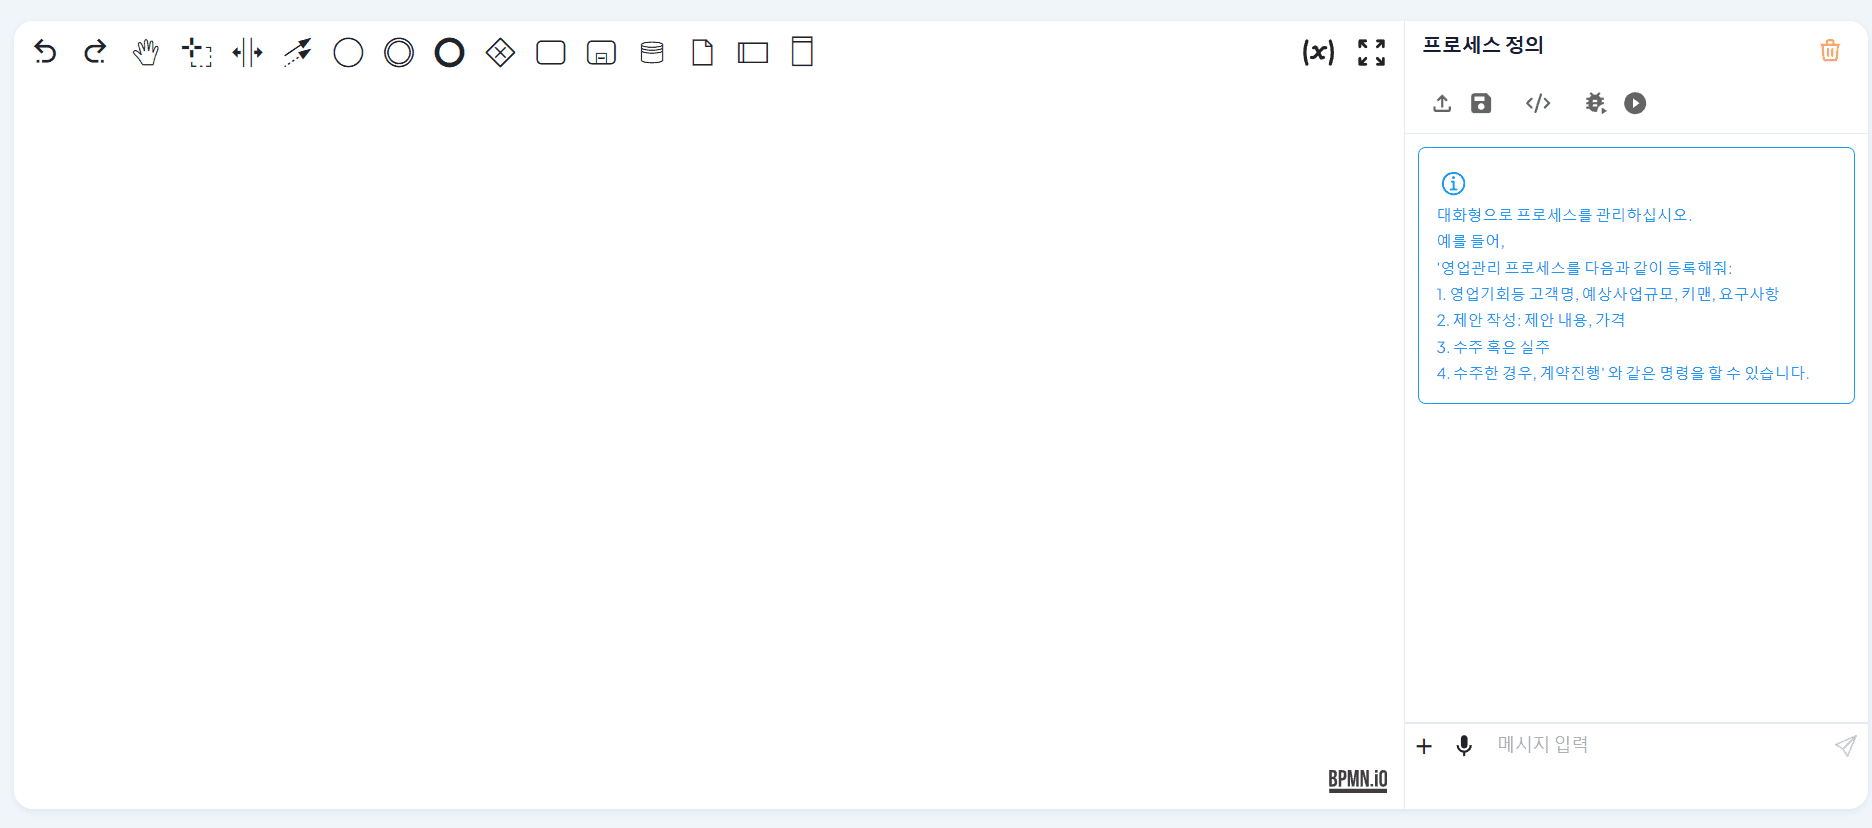 (x)
프로세스 정의
</>
대화형으로 프로세스를 관리하십시오.
예를 들어,
'영업관리 프로세스를 다음과 같이 등록해줘:
1. 영업기회등 고객명, 예상사업규모, 키맨, 요구사항
2. 제안 작성: 제안 내용, 가격
3. 수주 혹은 실주
4. 수주한 경우, 계약진행' 와 같은 명령을 할 수 있습니다.
메시지 입력
BPMN.iO